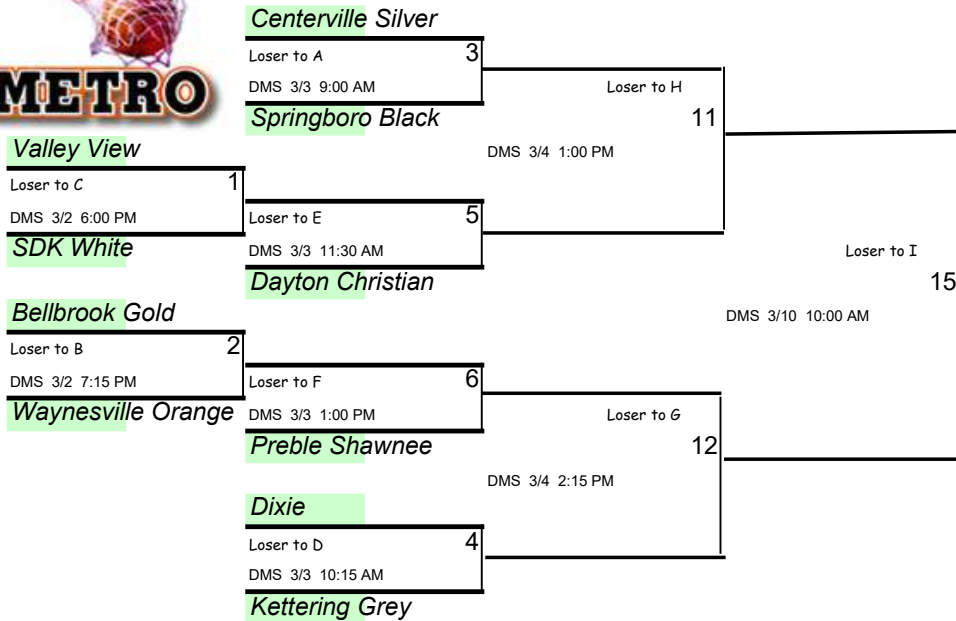 METRO
Centerville Silver
Loser to A 3
DMS 3/3 9:00 AM
Springboro Black
Loser to H
11
DMS 3/4 1:00 PM
Valley View
Loser to C 1
DMS 3/2 6:00 PM
SDK White
Loser to E 5
DMS 3/3 11:30 AM
Dayton Christian
Loser to I
15
DMS 3/10 10:00 AM
Bellbrook Gold
Loser to B 2
DMS 3/2 7:15 PM
Waynesville Orange
Loser to F 6
DMS 3/3 1:00 PM
Preble Shawnee
Loser to G
12
DMS 3/4 2:15 PM
Dixie
Loser to D 4
DMS 3/3 10:15 AM
Kettering Grey